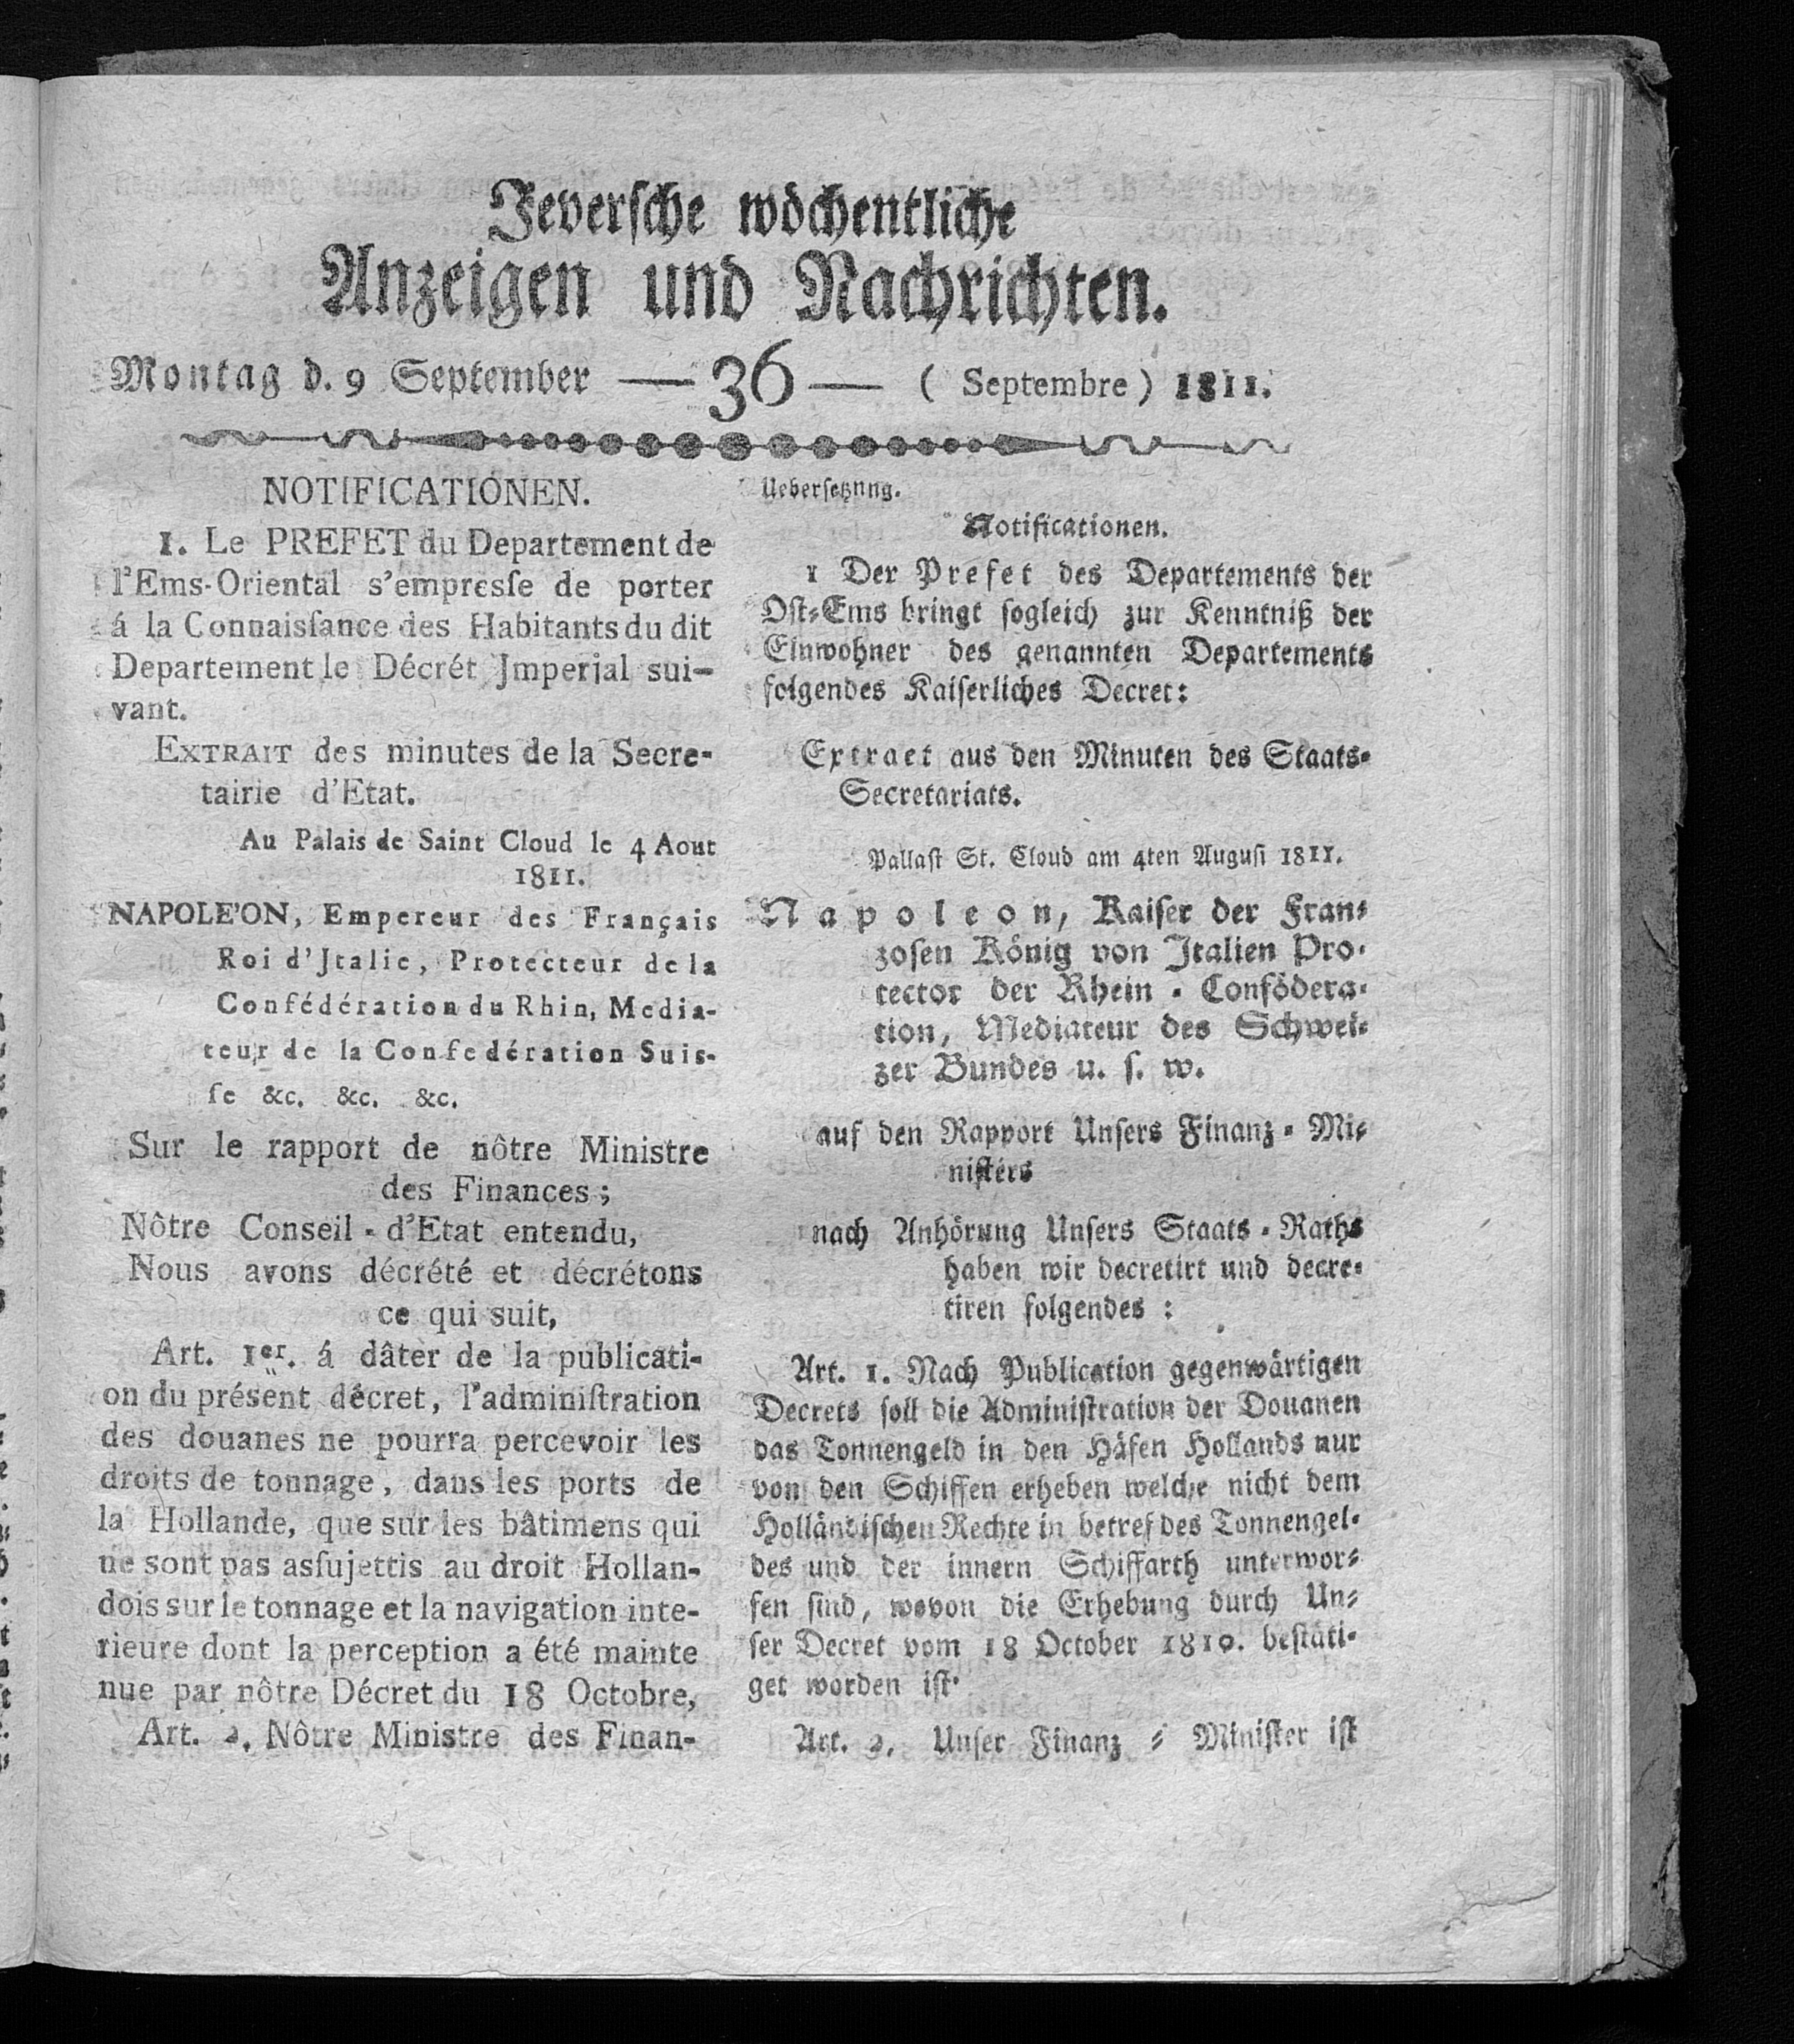 Jeversche wöchentliche
Anzeigen und Nachrichten.
Montag d. 9 September — 36 — ( Septembre ) 1811.
NOTIFICATIONEN.
1. Le PREFET du Departement de
l'Ems-Oriental s'empresſe de porter
á la Connaisſance des Habitants du dit
Departement le Décrét Jmperjal sui-
vant.
EXTRAIT des minutes de la Secre-
tairie d'Etat.
Au Palais de Saint Cloud le 4 Aout
1811.
NAPOLE'ON, Empereur des Français
Roi d'Jtalie, Protecteur de la
Confédération du Rhin, Media-
teur de la Confedération Suis-
ſe &c. &c. &c.
Sur le rapport de nôtre Ministre
des Finances;
Nôtre Conseil-d'Etat entendu,
Nous avons décrété et décrétons
ce qui suit,
Art. 1er. á dâter de la publicati-
on du présent décret, l'adminiſtration
des douanes ne pourra percevoir les
droits de tonnage, dans les ports de
la Hollande, que sur les bâtimens qui
ne sont pas asſujettis au droit Hollan-
dois sur le tonnage et la navigation inte-
rieure dont la perception a été mainte
nue par nôtre Décret du 18 Octobre,
Art. 2. Nôtre Ministre des Finan-
Ueberſetznng.
Notificationen.
1 Der Prefet des Departements der
Oſt-Ems bringt ſogleich zur Kenntniß der
Einwohner des genannten Departements
folgendes Kaiſerliches Decret:
Extraet aus den Minuten des Staats-
Secretariats.
Pallaſt St. Cloud am 4ten Auguſt 1811.
Napoleon, Kaiſer der Fran-
zoſen König von Jtalien Pro-
tector der Rhein-Confödera-
tion, Mediateur des Schwei-
zer Bundes u. ſ. w.
auf den Rapport Unſers Finanz-Mi-
niſters
nach Anhörung Unſers Staats-Raths
haben wir decretirt und decre-
tiren folgendes :
Art. 1. Nach Publication gegenwärtigen
Decrets ſoll die Adminiſtration der Douanen
das Tonnengeld in den Häfen Hollands nur
von den Schiffen erheben welche nicht dem
Holländiſchen Rechte in betref des Tonnengel-
des und der innern Schiffarth unterwor-
fen ſind, wovon die Erhebung durch Un-
ſer Decret vom 18 October 1810. beſtäti-
get worden iſt.
Art. 2. Unſer Finanz-Miniſter iſt